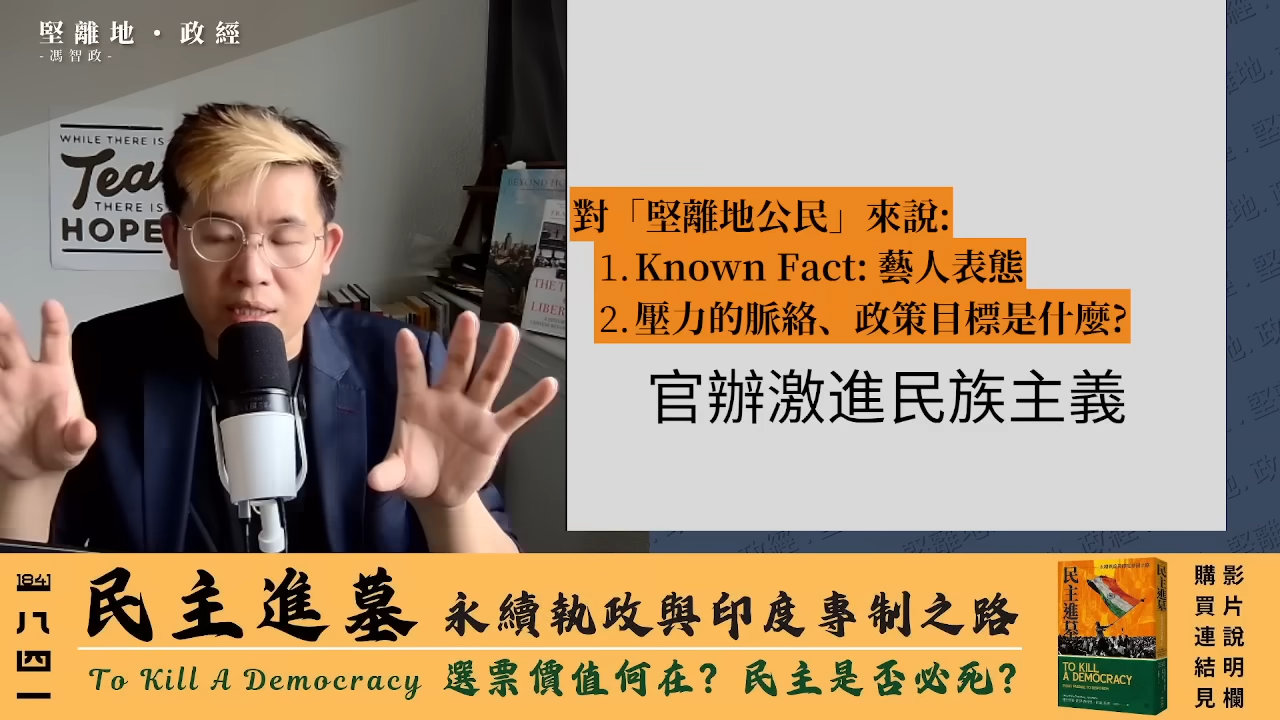 堅離地・政經
-馮智政-
WHILE THERE IS
Tea
THERE IS
HOPE
BEYOND
對「堅離地公民」來說:
1. Known Fact: 藝人表態
2. 壓力的脈絡、政策目標是什麼?
官辦激進民族主義
1841
一八四一
民主進墓
永續執政與印度專制之路
To Kill A Democracy
選票價值何在? 民主是否必死?
民主進墓
TO KILL
A DEMOCRACY
影片說明欄
購買連結見